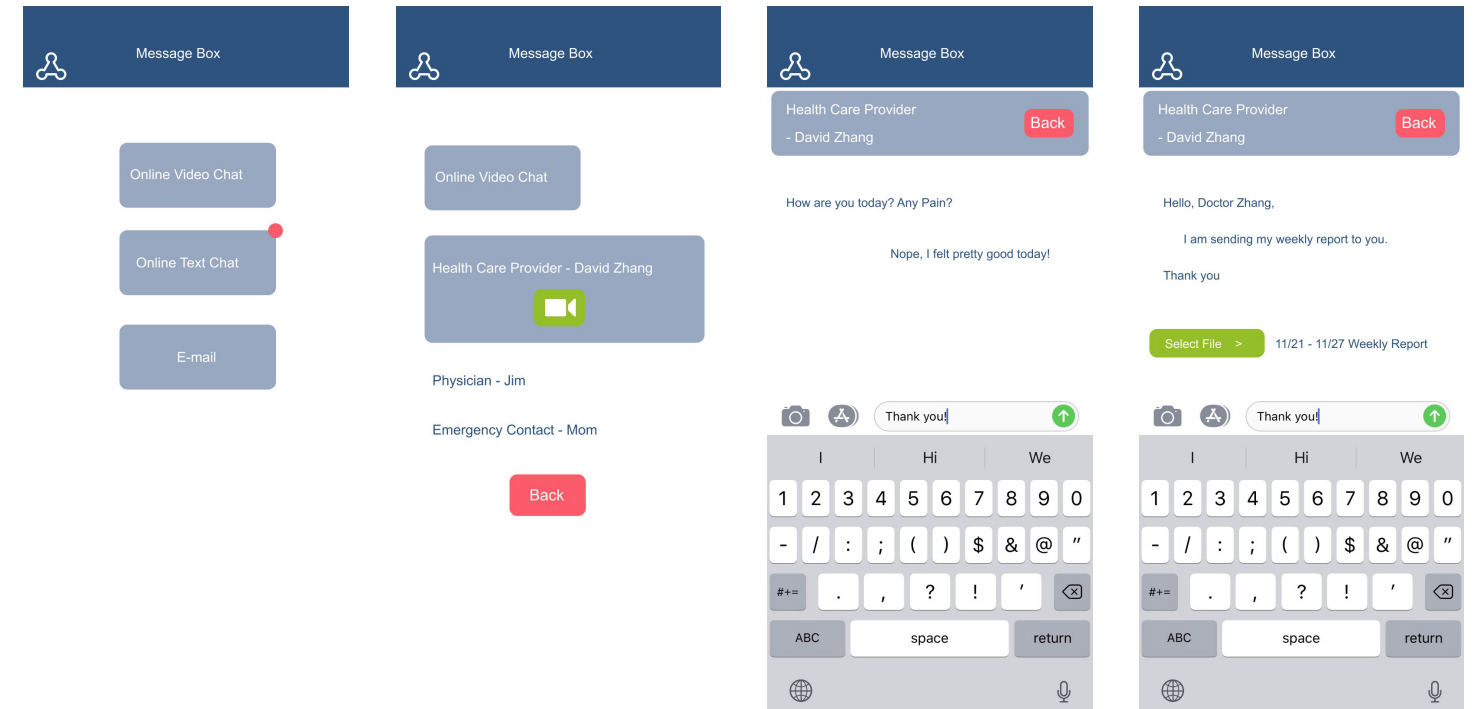 Message Box
Online Video Chat
Online Text Chat
E-mail
Message Box
Online Video Chat
Health Care Provider - David Zhang
Physician - Jim
Emergency Contact - Mom
Back
Message Box
Health Care Provider
- David Zhang
Back
How are you today? Any Pain?
Nope, I felt pretty good today!
Thank you!
I Hi We
1 2 3 4 5 6 7 8 9 0
- / : ; ( ) $ & @ "
#+= . , ? ! '
ABC space return
Message Box
Health Care Provider
- David Zhang
Back
Hello, Doctor Zhang,
I am sending my weekly report to you.
Thank you
Select File > 11/21 - 11/27 Weekly Report
Thank you!
I Hi We
1 2 3 4 5 6 7 8 9 0
- / : ; ( ) $ & @ "
#+= . , ? ! '
ABC space return